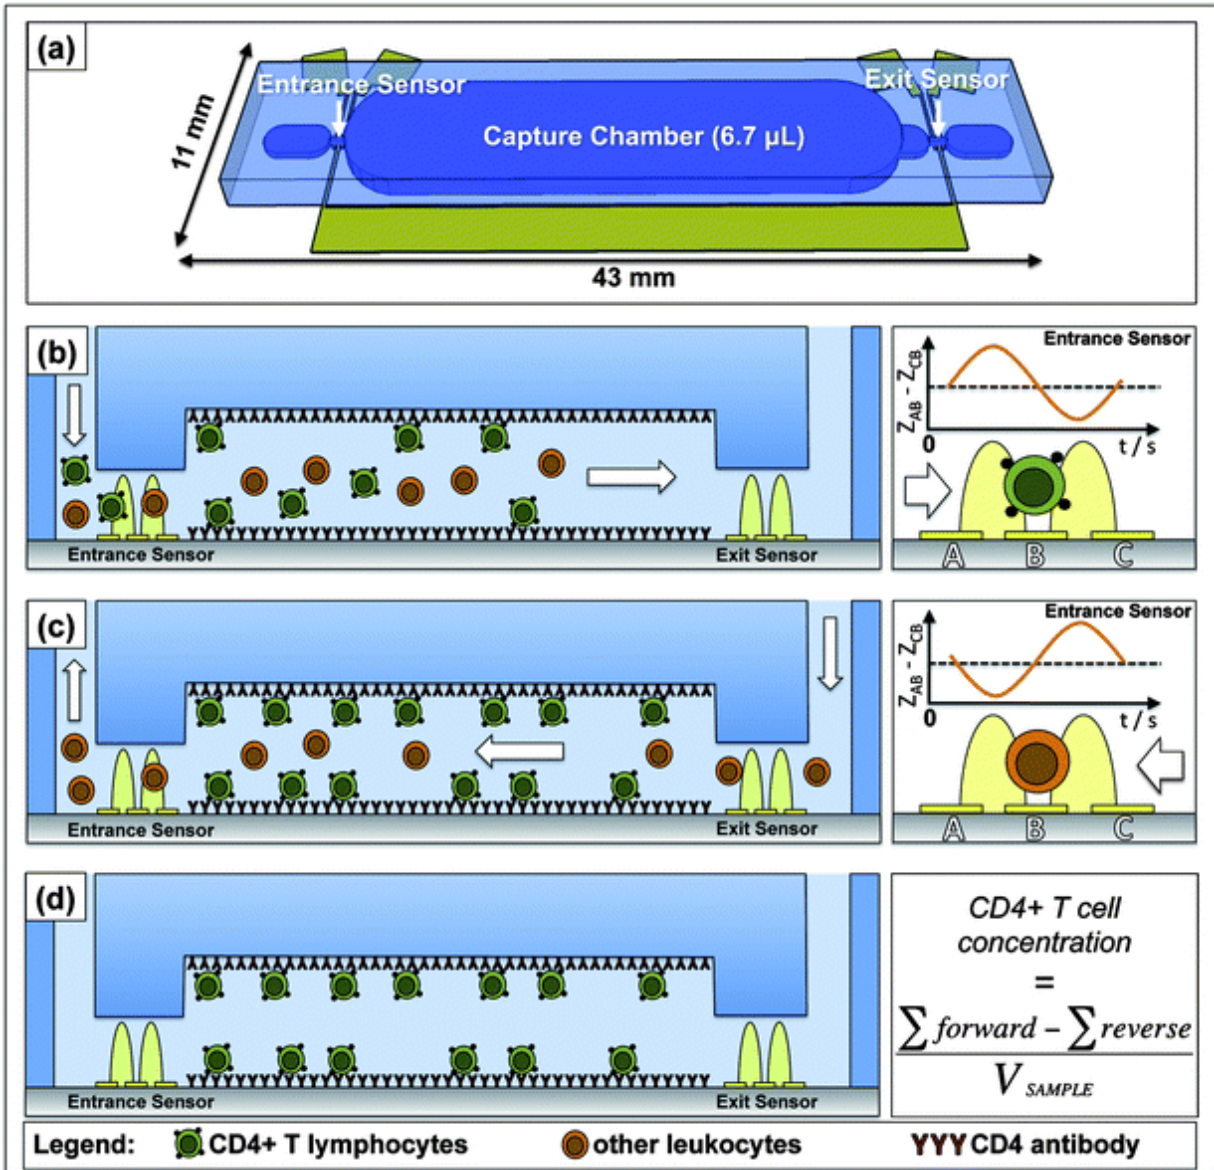 (a)
Entrance Sensor
Exit Sensor
Capture Chamber (6.7 µL)
11 mm
43 mm
(b)
Entrance Sensor
Exit Sensor
Entrance Sensor
Z_AB - Z_CB
0
t / s
A B C
(c)
Entrance Sensor
Exit Sensor
Entrance Sensor
Z_AB - Z_CB
0
t / s
A B C
(d)
Entrance Sensor
Exit Sensor
CD4+ T cell
concentration
=
∑ forward − ∑ reverse
V SAMPLE
Legend: CD4+ T lymphocytes other leukocytes YYY CD4 antibody